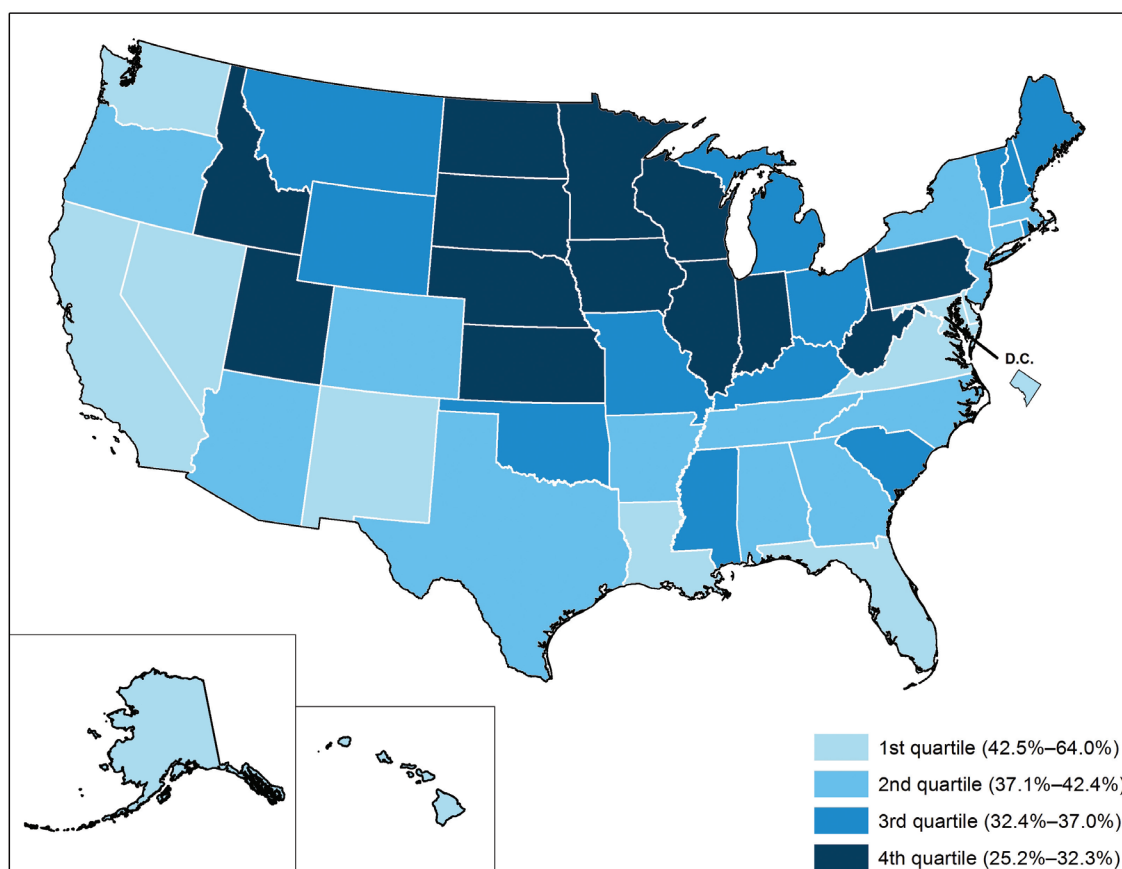 D.C.
1st quartile (42.5%–64.0%)
2nd quartile (37.1%–42.4%)
3rd quartile (32.4%–37.0%)
4th quartile (25.2%–32.3%)